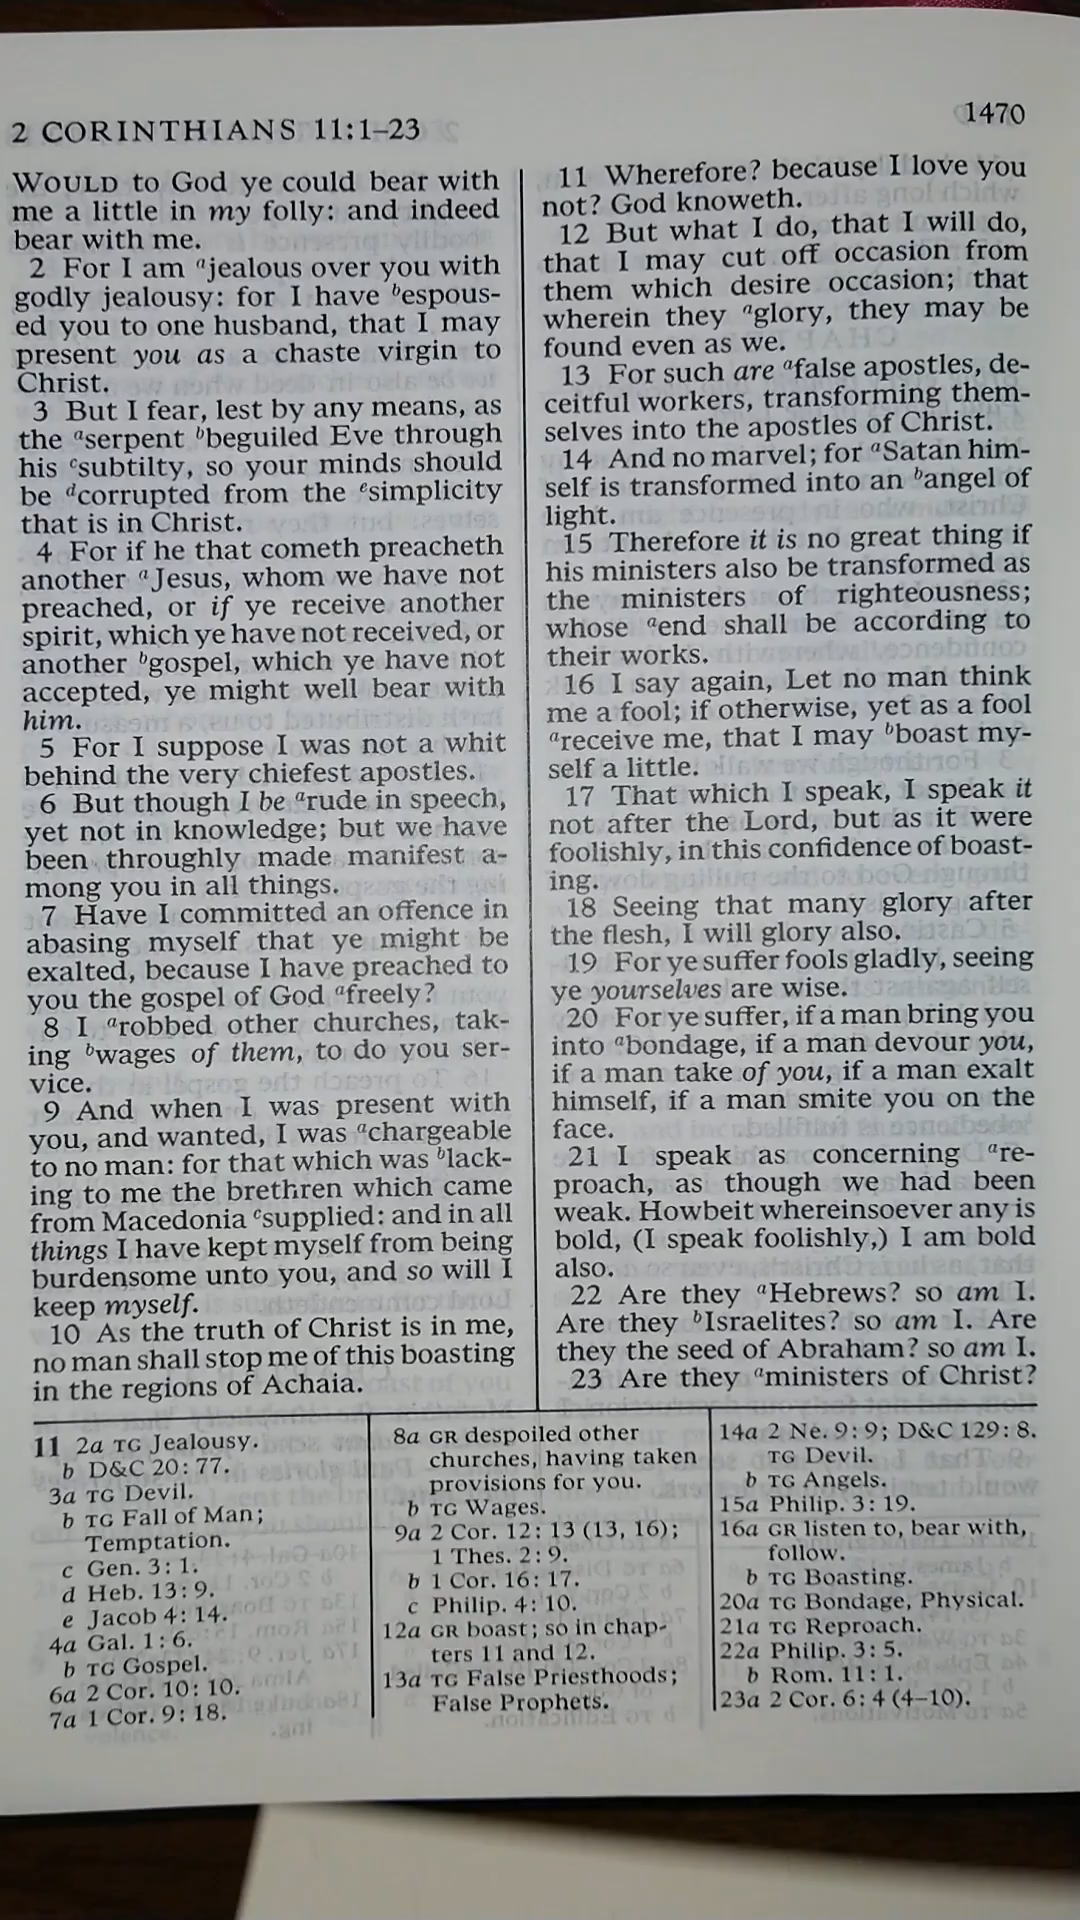 2 CORINTHIANS 11:1–23
1470
WOULD to God ye could bear with
me a little in my folly: and indeed
bear with me.
2 For I am ᵃjealous over you with
godly jealousy: for I have ᵇespous-
ed you to one husband, that I may
present you as a chaste virgin to
Christ.
3 But I fear, lest by any means, as
the ᵃserpent ᵇbeguiled Eve through
his ᶜsubtilty, so your minds should
be ᵈcorrupted from the ᵉsimplicity
that is in Christ.
4 For if he that cometh preacheth
another ᵃJesus, whom we have not
preached, or if ye receive another
spirit, which ye have not received, or
another ᵇgospel, which ye have not
accepted, ye might well bear with
him.
5 For I suppose I was not a whit
behind the very chiefest apostles.
6 But though I be ᵃrude in speech,
yet not in knowledge; but we have
been throughly made manifest a-
mong you in all things.
7 Have I committed an offence in
abasing myself that ye might be
exalted, because I have preached to
you the gospel of God ᵃfreely?
8 I ᵃrobbed other churches, tak-
ing ᵇwages of them, to do you ser-
vice.
9 And when I was present with
you, and wanted, I was ᵃchargeable
to no man: for that which was ᵇlack-
ing to me the brethren which came
from Macedonia ᶜsupplied: and in all
things I have kept myself from being
burdensome unto you, and so will I
keep myself.
10 As the truth of Christ is in me,
no man shall stop me of this boasting
in the regions of Achaia.
11 Wherefore? because I love you
not? God knoweth.
12 But what I do, that I will do,
that I may cut off occasion from
them which desire occasion; that
wherein they ᵃglory, they may be
found even as we.
13 For such are ᵃfalse apostles, de-
ceitful workers, transforming them-
selves into the apostles of Christ.
14 And no marvel; for ᵃSatan him-
self is transformed into an ᵇangel of
light.
15 Therefore it is no great thing if
his ministers also be transformed as
the ministers of righteousness;
whose ᵃend shall be according to
their works.
16 I say again, Let no man think
me a fool; if otherwise, yet as a fool
ᵃreceive me, that I may ᵇboast my-
self a little.
17 That which I speak, I speak it
not after the Lord, but as it were
foolishly, in this confidence of boast-
ing.
18 Seeing that many glory after
the flesh, I will glory also.
19 For ye suffer fools gladly, seeing
ye yourselves are wise.
20 For ye suffer, if a man bring you
into ᵃbondage, if a man devour you,
if a man take of you, if a man exalt
himself, if a man smite you on the
face.
21 I speak as concerning ᵃre-
proach, as though we had been
weak. Howbeit whereinsoever any is
bold, (I speak foolishly,) I am bold
also.
22 Are they ᵃHebrews? so am I.
Are they ᵇIsraelites? so am I. Are
they the seed of Abraham? so am I.
23 Are they ᵃministers of Christ?
11 2a TG Jealousy.
b D&C 20: 77.
3a TG Devil.
b TG Fall of Man;
Temptation.
c Gen. 3: 1.
d Heb. 13: 9.
e Jacob 4: 14.
4a Gal. 1: 6.
b TG Gospel.
6a 2 Cor. 10: 10.
7a 1 Cor. 9: 18.
8a GR despoiled other
churches, having taken
provisions for you.
b TG Wages.
9a 2 Cor. 12: 13 (13, 16);
1 Thes. 2: 9.
b 1 Cor. 16: 17.
c Philip. 4: 10.
12a GR boast; so in chap-
ters 11 and 12.
13a TG False Priesthoods;
False Prophets.
14a 2 Ne. 9: 9; D&C 129: 8.
TG Devil.
b TG Angels.
15a Philip. 3: 19.
16a GR listen to, bear with,
follow.
b TG Boasting.
20a TG Bondage, Physical.
21a TG Reproach.
22a Philip. 3: 5.
b Rom. 11: 1.
23a 2 Cor. 6: 4 (4–10).